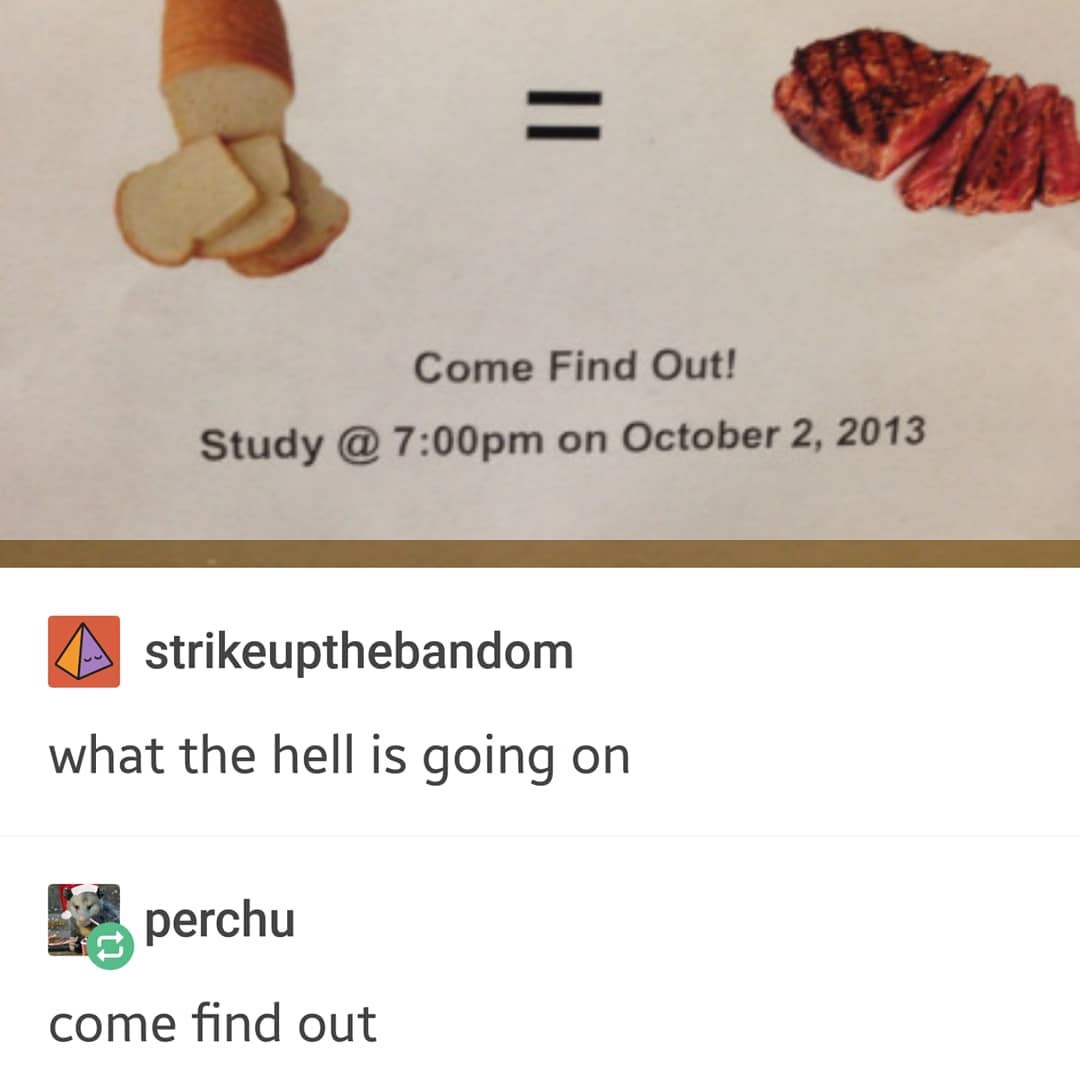 =
Come Find Out!
Study @ 7:00pm on October 2, 2013
strikeupthebandom
what the hell is going on
perchu
come find out